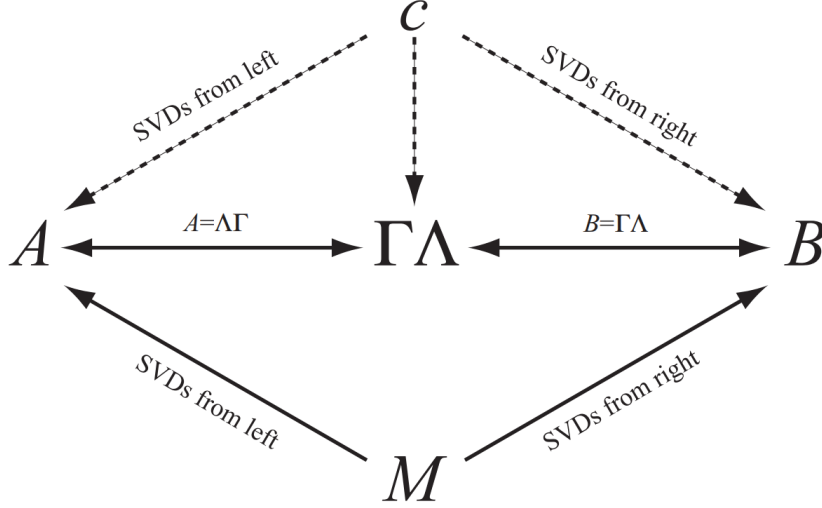 c
SVDs from left
SVDs from right
A
A=ΛΓ
ΓΛ
B=ΓΛ
B
SVDs from left
SVDs from right
M